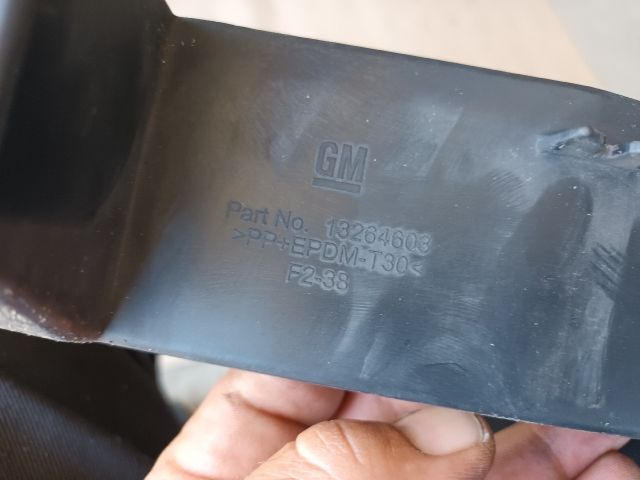 GM
Part No. 13264603
>PP+EPDM-T30<
F2-38